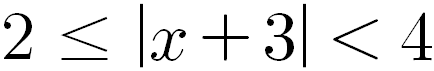 2 ≤ |x + 3| < 4